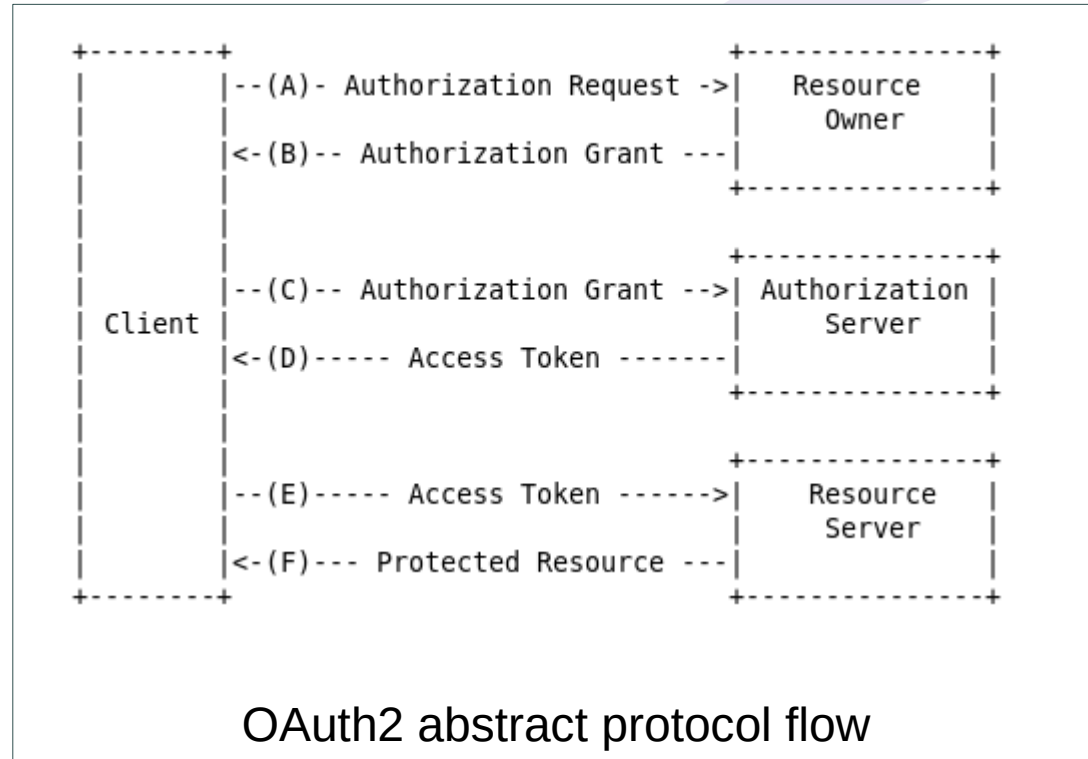 +--------+                               +---------------+
|        |--(A)- Authorization Request ->|   Resource    |
|        |                               |     Owner     |
|        |<-(B)-- Authorization Grant ---|               |
|        |                               +---------------+
|        |
|        |                               +---------------+
|        |--(C)-- Authorization Grant -->| Authorization |
| Client |                               |     Server    |
|        |<-(D)----- Access Token -------|               |
|        |                               +---------------+
|        |
|        |                               +---------------+
|        |--(E)----- Access Token ------>|    Resource   |
|        |                               |     Server    |
|        |<-(F)--- Protected Resource ---|               |
+--------+                               +---------------+
OAuth2 abstract protocol flow